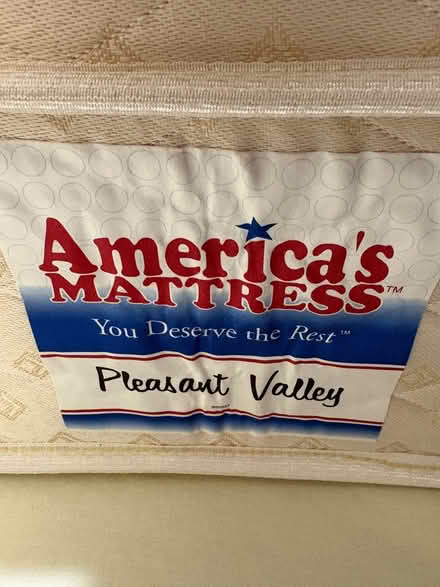 America's
MATTRESS™
You Deserve the Rest™
Pleasant Valley